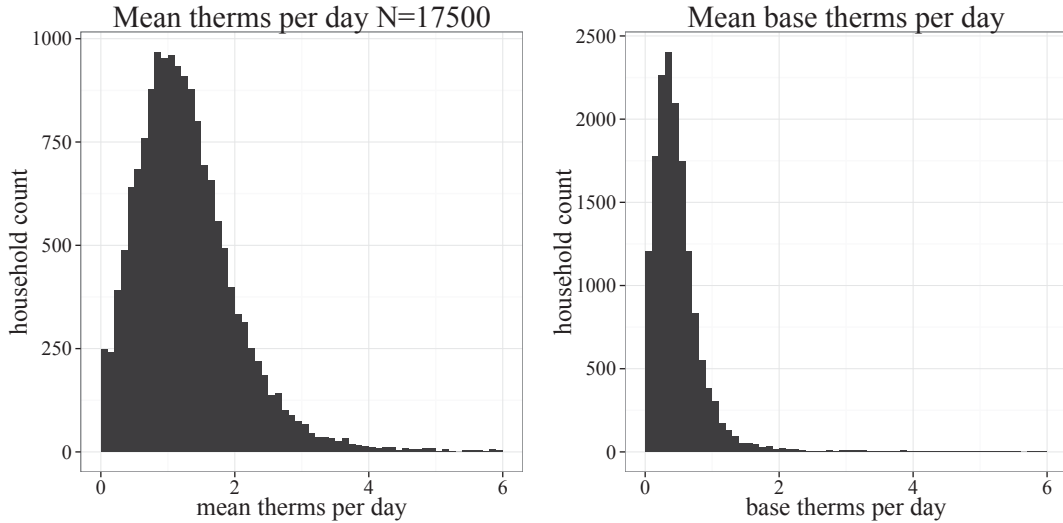 Mean therms per day N=17500
1000
750
500
250
0
household count
0 2 4 6
mean therms per day
Mean base therms per day
2500
2000
1500
1000
500
0
household count
0 2 4 6
base therms per day